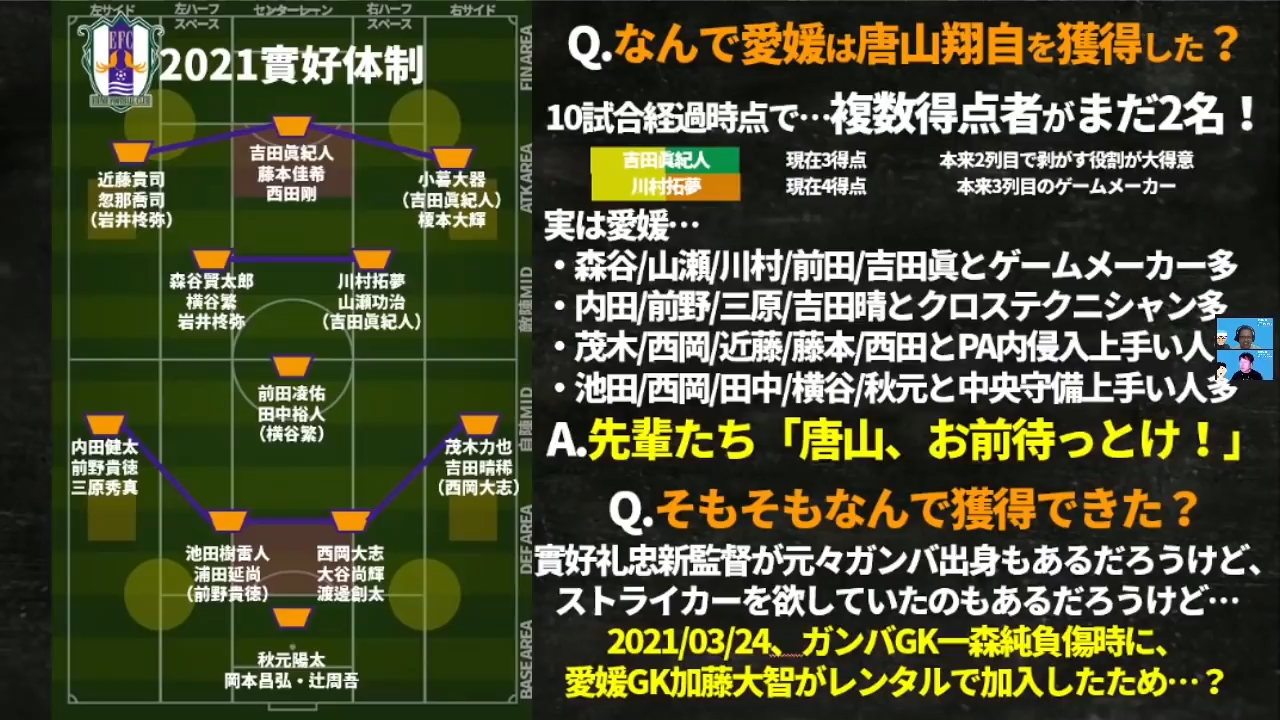 左サイド
左ハーフ
スペース
センターレーン
右ハーフ
スペース
右サイド
EFC
EHIME FOOTBALL CLUB
2021實好体制
FIN AREA
ATK AREA
敵陣MID
自陣MID
DEF AREA
BASE AREA
近藤貴司
忽那喬司
（岩井柊弥）
吉田眞紀人
藤本佳希
西田剛
小暮大器
（吉田眞紀人）
榎本大輝
森谷賢太郎
横谷繁
岩井柊弥
川村拓夢
山瀬功治
（吉田眞紀人）
前田凌佑
田中裕人
（横谷繁）
内田健太
前野貴徳
三原秀真
茂木力也
吉田晴稀
（西岡大志）
池田樹雷人
浦田延尚
（前野貴徳）
西岡大志
大谷尚輝
渡邊創太
秋元陽太
岡本昌弘・辻周吾
Q.なんで愛媛は唐山翔自を獲得した？
10試合経過時点で…複数得点者がまだ2名！
吉田眞紀人 現在3得点 本来2列目で剥がす役割が大得意
川村拓夢 現在4得点 本来3列目のゲームメーカー
実は愛媛…
・森谷/山瀬/川村/前田/吉田眞とゲームメーカー多
・内田/前野/三原/吉田晴とクロステクニシャン多
・茂木/西岡/近藤/藤本/西田とPA内侵入上手い人
・池田/西岡/田中/横谷/秋元と中央守備上手い人多
A.先輩たち「唐山、お前待っとけ！」
Q.そもそもなんで獲得できた？
實好礼忠新監督が元々ガンバ出身もあるだろうけど、
ストライカーを欲していたのもあるだろうけど…
2021/03/24、ガンバGK一森純負傷時に、
愛媛GK加藤大智がレンタルで加入したため…？